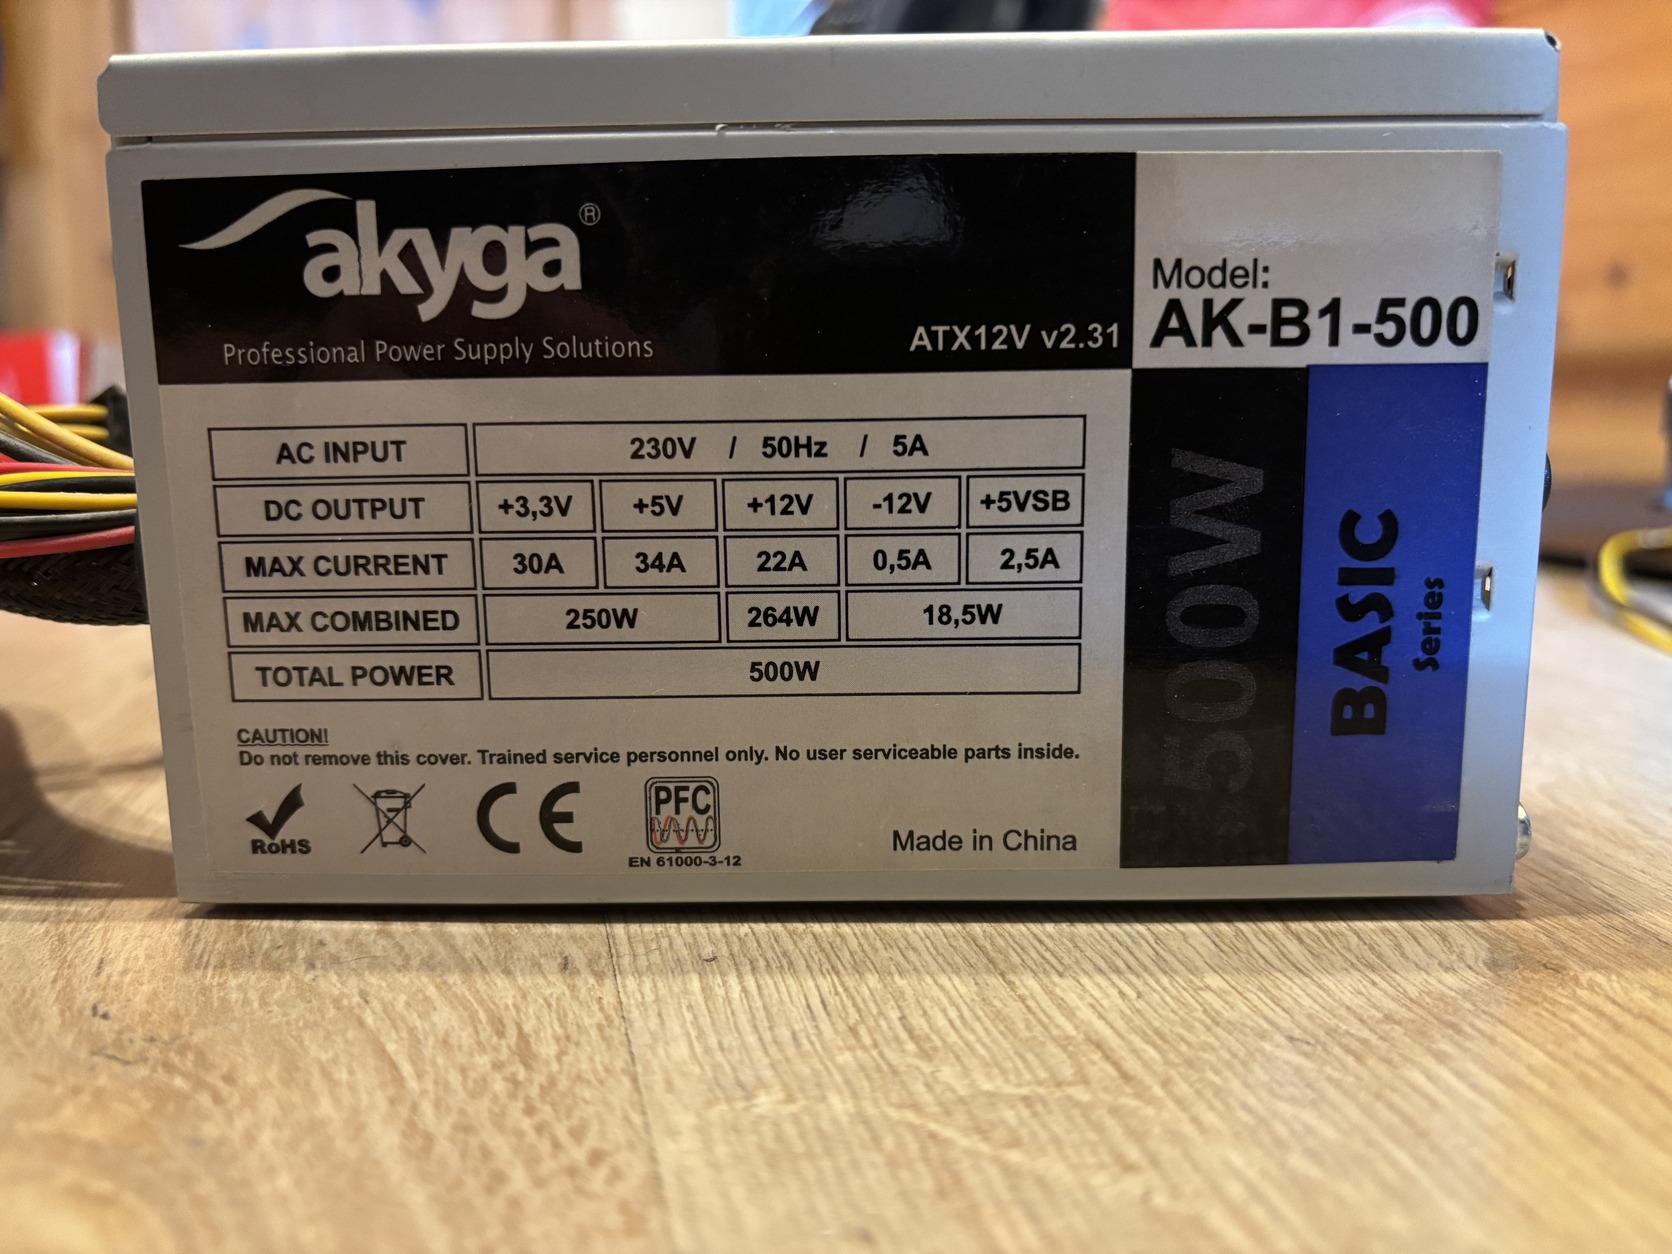 akyga®
Professional Power Supply Solutions
ATX12V v2.31
Model:
AK-B1-500
AC INPUT 230V / 50Hz / 5A
DC OUTPUT +3,3V +5V +12V -12V +5VSB
MAX CURRENT 30A 34A 22A 0,5A 2,5A
MAX COMBINED 250W 264W 18,5W
TOTAL POWER 500W
500W
BASIC
Series
CAUTION!
Do not remove this cover. Trained service personnel only. No user serviceable parts inside.
RoHS
CE
PFC
EN 61000-3-12
Made in China